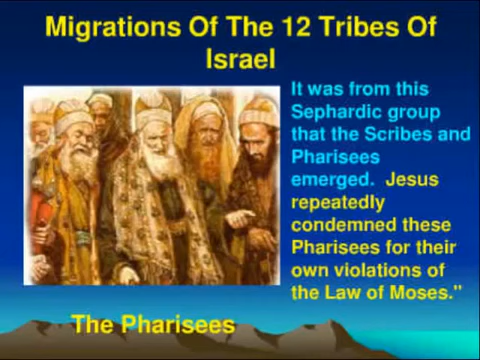 Migrations Of The 12 Tribes Of
Israel
It was from this
Sephardic group
that the Scribes and
Pharisees
emerged. Jesus
repeatedly
condemned these
Pharisees for their
own violations of
the Law of Moses."
The Pharisees